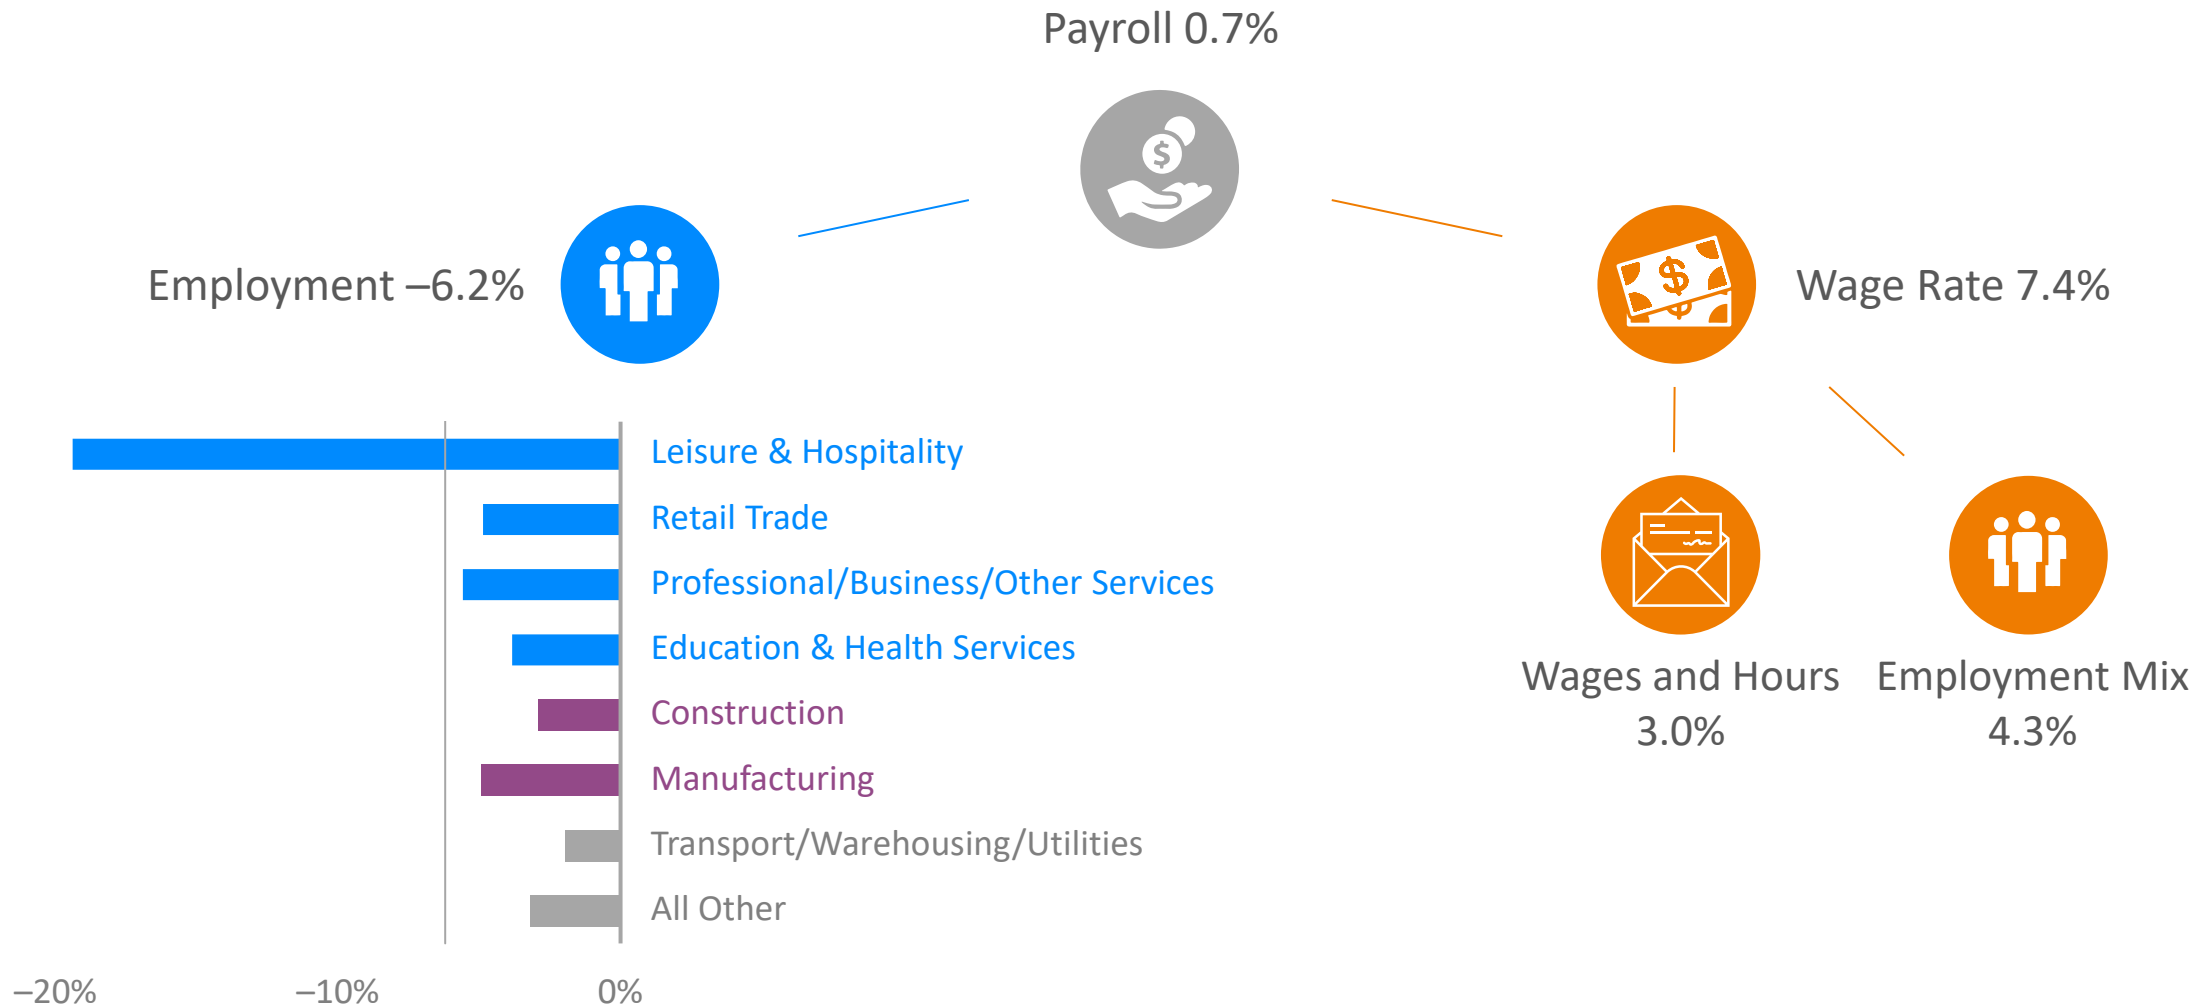 Payroll 0.7%
Employment –6.2%
Wage Rate 7.4%
Leisure & Hospitality
Retail Trade
Professional/Business/Other Services
Education & Health Services
Construction
Manufacturing
Transport/Warehousing/Utilities
All Other
–20%
–10%
0%
Wages and Hours
3.0%
Employment Mix
4.3%
$
$
$